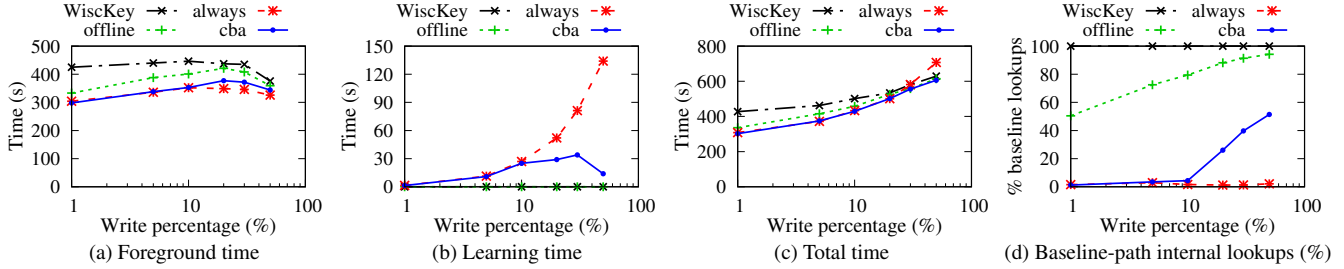 WiscKey
offline
always
cba
500
400
300
200
100
0
Time (s)
1
10
100
Write percentage (%)
(a) Foreground time
WiscKey
offline
always
cba
150
120
90
60
30
0
Time (s)
1
10
100
Write percentage (%)
(b) Learning time
WiscKey
offline
always
cba
800
600
400
200
0
Time (s)
1
10
100
Write percentage (%)
(c) Total time
WiscKey
offline
always
cba
100
80
60
40
20
0
% baseline lookups
1
10
100
Write percentage (%)
(d) Baseline-path internal lookups (%)